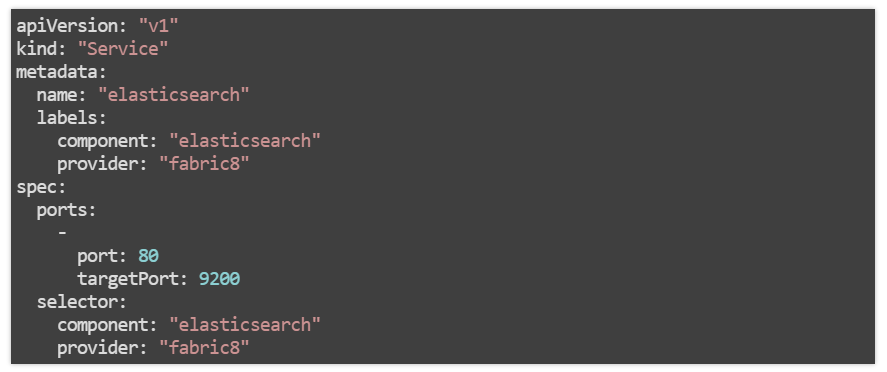 apiVersion: "v1"
kind: "Service"
metadata:
  name: "elasticsearch"
  labels:
    component: "elasticsearch"
    provider: "fabric8"
spec:
  ports:
    -
      port: 80
      targetPort: 9200
  selector:
    component: "elasticsearch"
    provider: "fabric8"